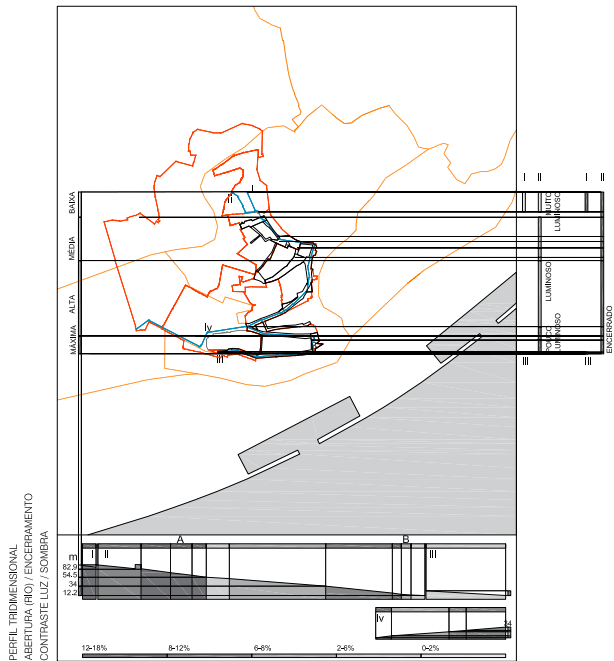 I
II
I
II
BAIXA
MÉDIA
ALTA
MÁXIMA
II
I
Iv
III
MUITO
LUMINOSO
LUMINOSO
POUCO
LUMINOSO
ENCERRADO
III
III
PERFIL TRIDIMENSIONAL
ABERTURA (RIO) / ENCERRAMENTO
CONTRASTE LUZ / SOMBRA
A
B
m
82.9
54.5
34
12.2
I
II
III
Iv
34
12–18%
8–12%
6–8%
2–6%
0–2%